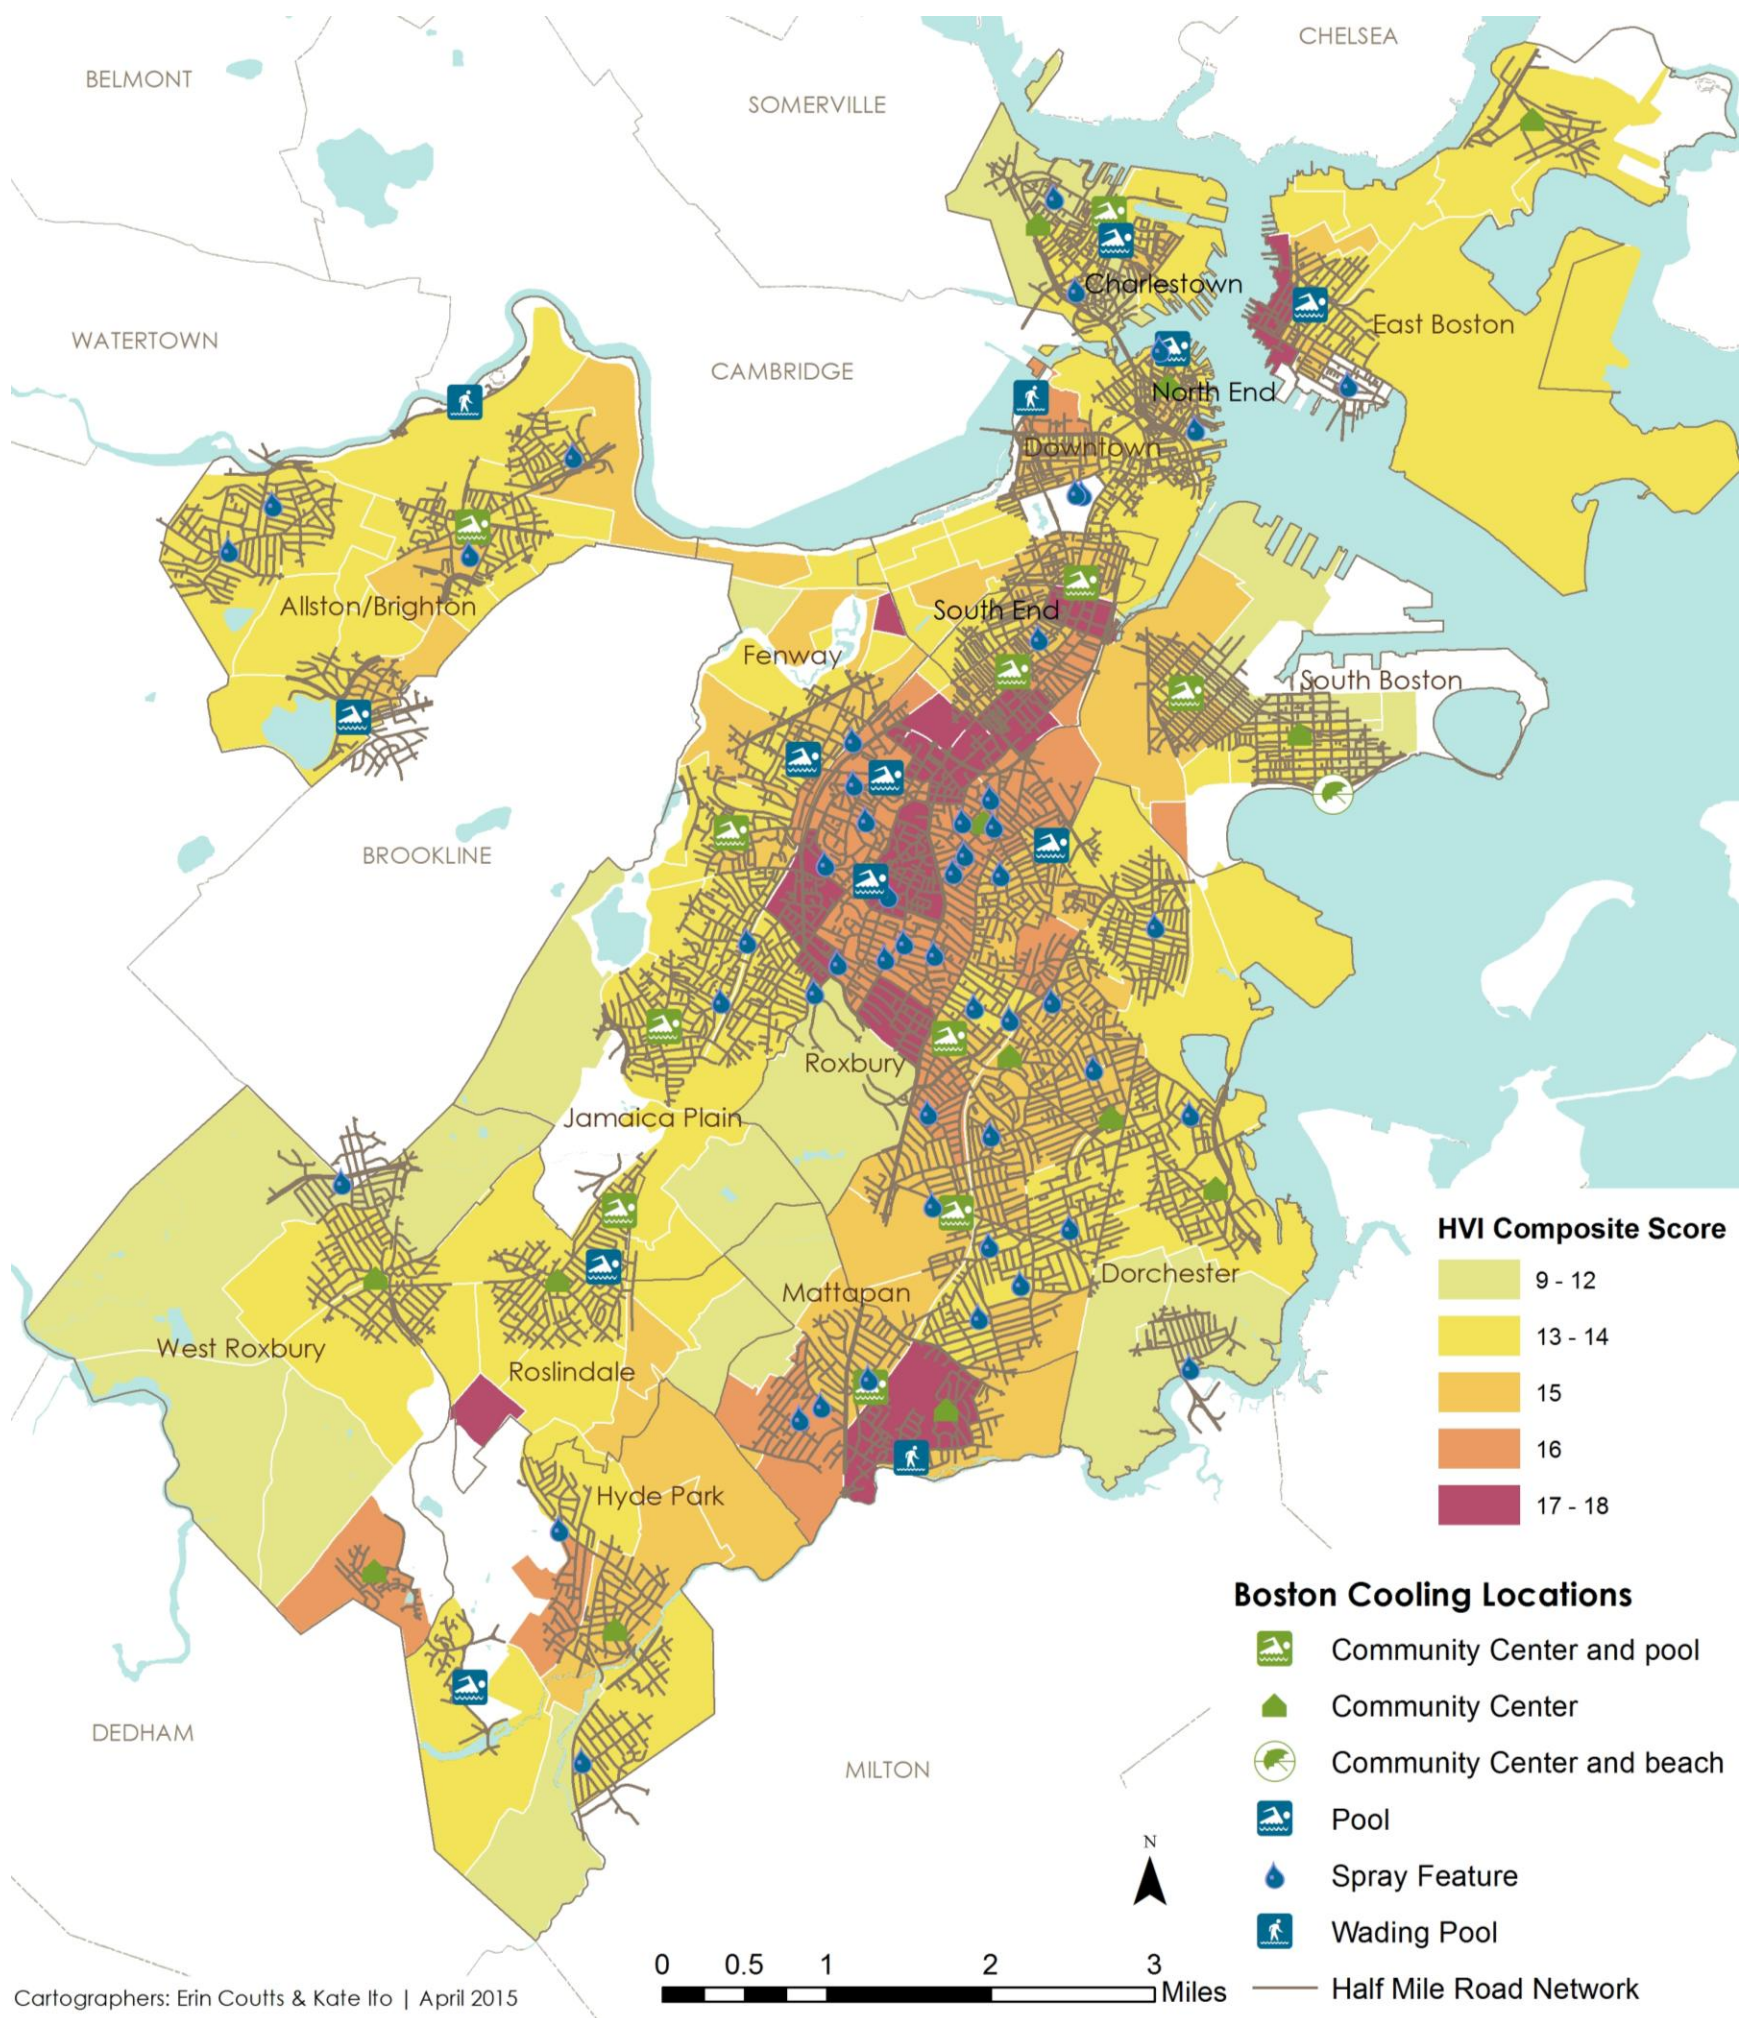 CHELSEA
BELMONT
SOMERVILLE
Charlestown
East Boston
WATERTOWN
CAMBRIDGE
North End
Downtown
Allston/Brighton
South End
Fenway
South Boston
BROOKLINE
Roxbury
Jamaica Plain
Mattapan
Dorchester
West Roxbury
Roslindale
Hyde Park
DEDHAM
MILTON
HVI Composite Score
9 - 12
13 - 14
15
16
17 - 18
Boston Cooling Locations
Community Center and pool
Community Center
Community Center and beach
Pool
Spray Feature
Wading Pool
Half Mile Road Network
N
0 0.5 1 2 3
Miles
Cartographers: Erin Coutts & Kate Ito | April 2015